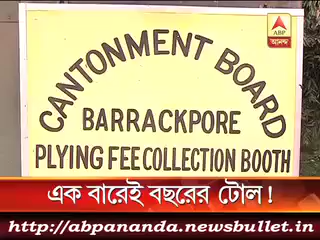 ABP
আনন্দ
CANTONMENT BOARD
BARRACKPORE
PLYING FEE COLLECTION BOOTH
এক বারেই বছরের টোল!
http://abpananda.newsbullet.in